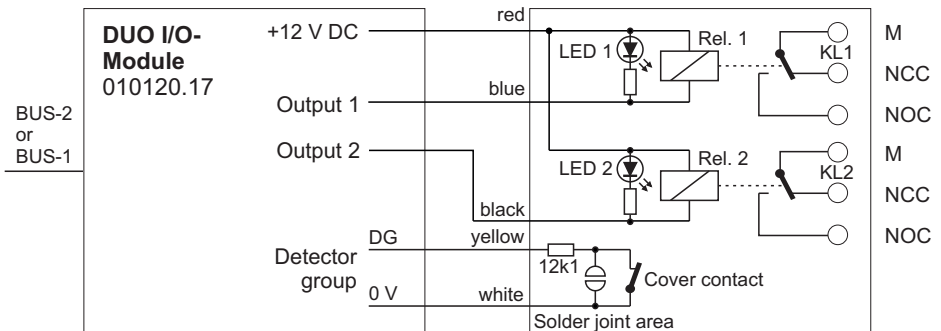 DUO I/O-
Module
010120.17
BUS-2
or
BUS-1
+12 V DC
Output 1
Output 2
Detector
group
DG
0 V
red
blue
black
yellow
white
LED 1
Rel. 1
KL1
M
NCC
NOC
LED 2
Rel. 2
KL2
M
NCC
NOC
12k1
Cover contact
Solder joint area